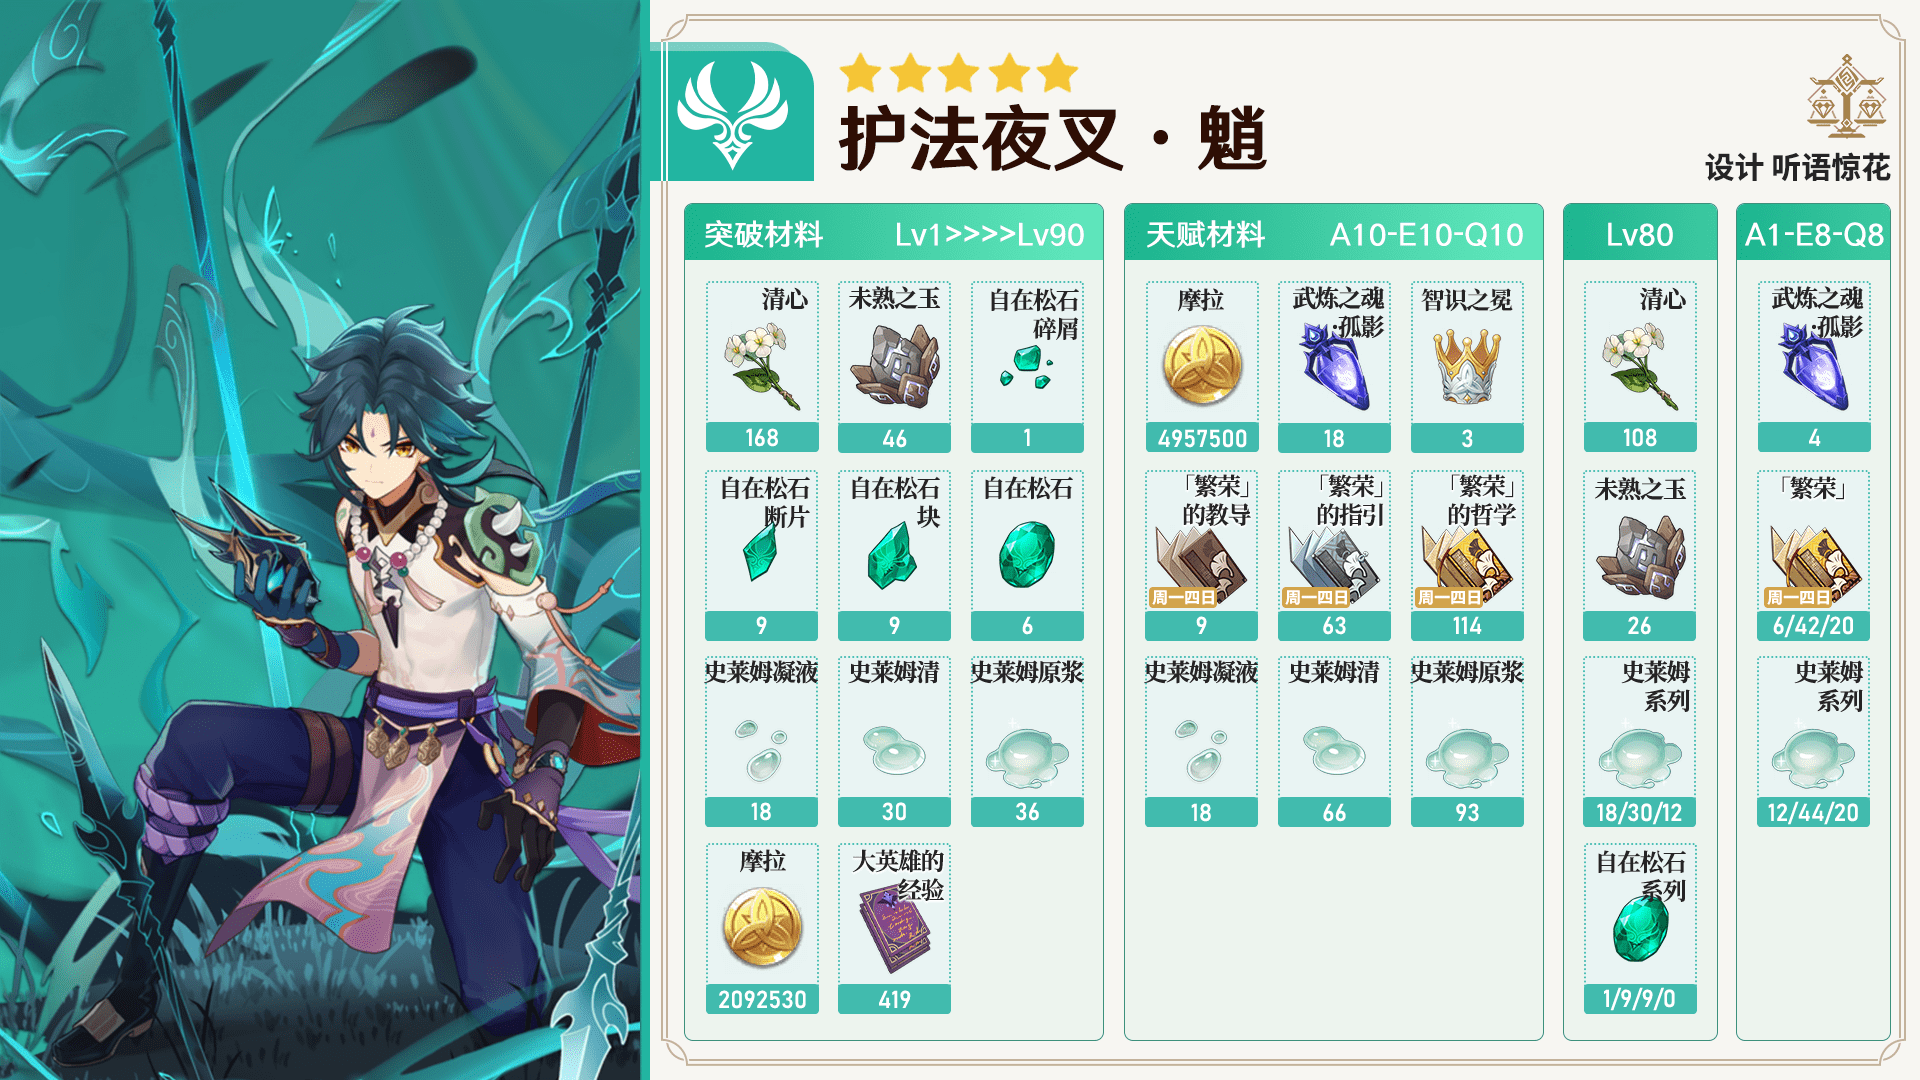 护法夜叉·魈
设计 听语惊花
突破材料 Lv1>>>>Lv90
清心
168
未熟之玉
46
自在松石
碎屑
1
自在松石
断片
9
自在松石
块
9
自在松石
6
史莱姆凝液
18
史莱姆清
30
史莱姆原浆
36
摩拉
2092530
大英雄的
经验
419
天赋材料 A10-E10-Q10
摩拉
4957500
武炼之魂
·孤影
18
智识之冕
3
「繁荣」
的教导
周一四日
9
「繁荣」
的指引
周一四日
63
「繁荣」
的哲学
周一四日
114
史莱姆凝液
18
史莱姆清
66
史莱姆原浆
93
Lv80
清心
108
未熟之玉
26
史莱姆
系列
18/30/12
自在松石
系列
1/9/9/0
A1-E8-Q8
武炼之魂
·孤影
4
「繁荣」
周一四日
6/42/20
史莱姆
系列
12/44/20